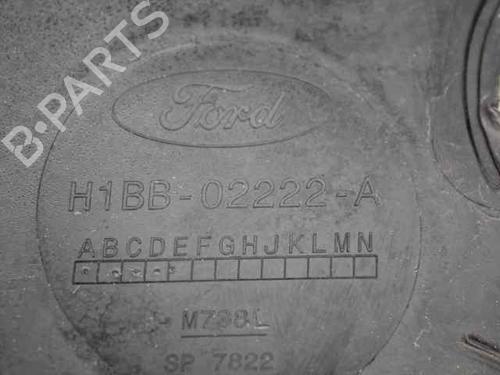 B-PARTS
Ford
H1BB-02222-A
ABCDEFGHJKLMN
M738L
SP 7822